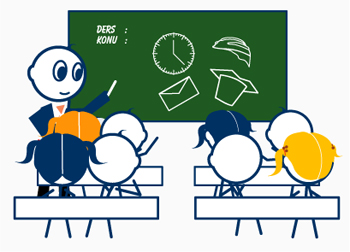 DERS :
KONU :